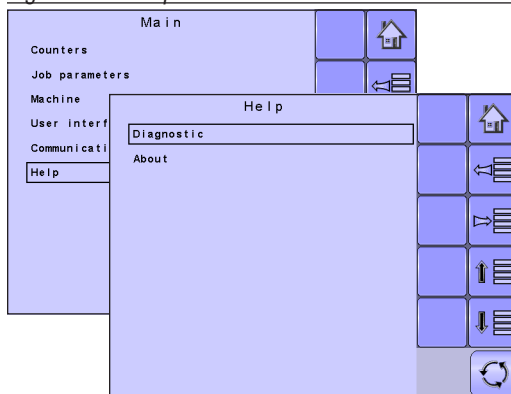 Main
Counters
Job parameters
Machine
User interf
Communicati
Help
Help
Diagnostic
About